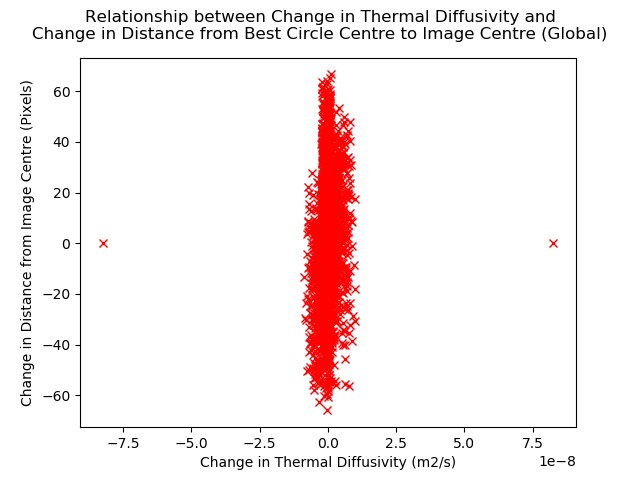 Relationship between Change in Thermal Diffusivity and
Change in Distance from Best Circle Centre to Image Centre (Global)
Change in Distance from Image Centre (Pixels)
60
40
20
0
−20
−40
−60
−7.5 −5.0 −2.5 0.0 2.5 5.0 7.5
1e−8
Change in Thermal Diffusivity (m2/s)